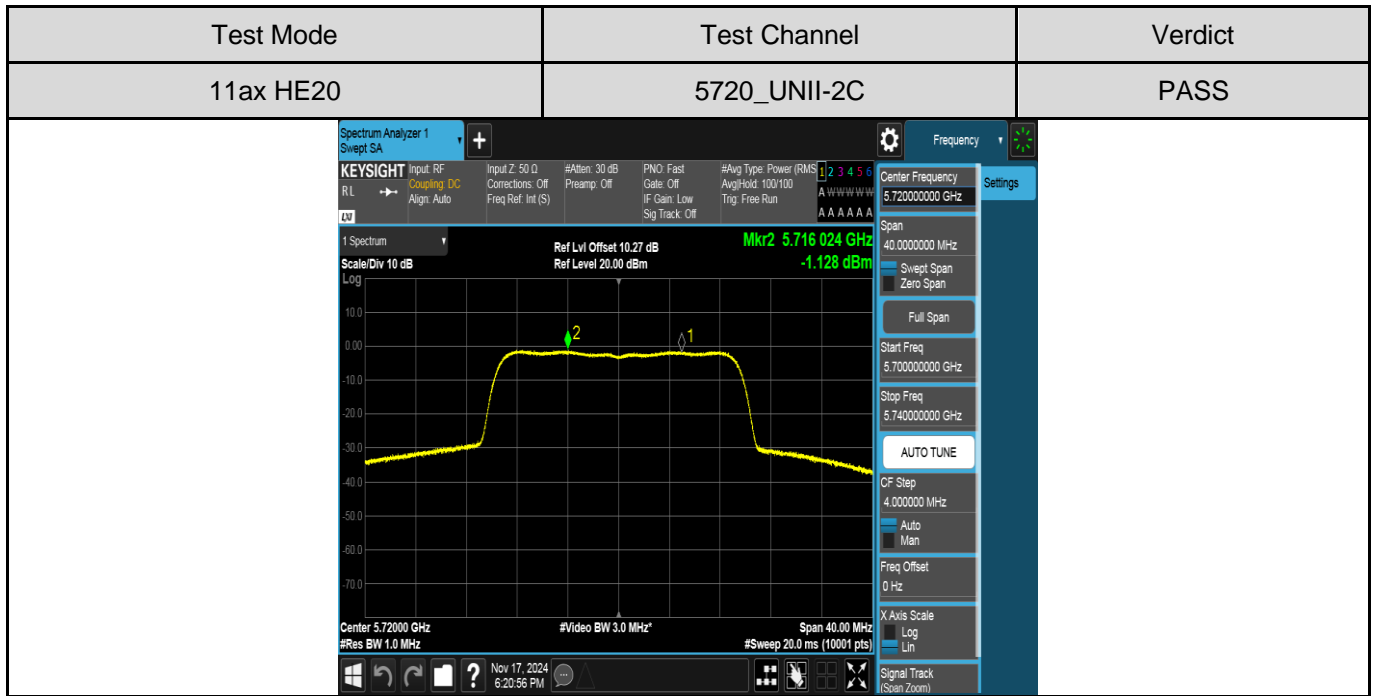 Test Mode Test Channel Verdict
11ax HE20 5720_UNII-2C PASS
Spectrum Analyzer 1
Swept SA
+
Frequency
KEYSIGHT
R L
LXI
Input: RF
Coupling: DC
Align: Auto
Input Z: 50 Ω
Corrections: Off
Freq Ref: Int (S)
#Atten: 30 dB
Preamp: Off
PNO: Fast
Gate: Off
IF Gain: Low
Sig Track: Off
#Avg Type: Power (RMS
Avg|Hold: 100/100
Trig: Free Run
1 2 3 4 5 6
A W W W W W
A A A A A A
1 Spectrum
Scale/Div 10 dB
Log
Ref Lvl Offset 10.27 dB
Ref Level 20.00 dBm
Mkr2 5.716 024 GHz
-1.128 dBm
10.0
0.00
-10.0
-20.0
-30.0
-40.0
-50.0
-60.0
-70.0
2
1
Center 5.72000 GHz
#Res BW 1.0 MHz
#Video BW 3.0 MHz*
Span 40.00 MHz
#Sweep 20.0 ms (10001 pts)
?
Nov 17, 2024
6:20:56 PM
Center Frequency
5.720000000 GHz
Settings
Span
40.0000000 MHz
Swept Span
Zero Span
Full Span
Start Freq
5.700000000 GHz
Stop Freq
5.740000000 GHz
AUTO TUNE
CF Step
4.000000 MHz
Auto
Man
Freq Offset
0 Hz
X Axis Scale
Log
Lin
Signal Track
(Span Zoom)